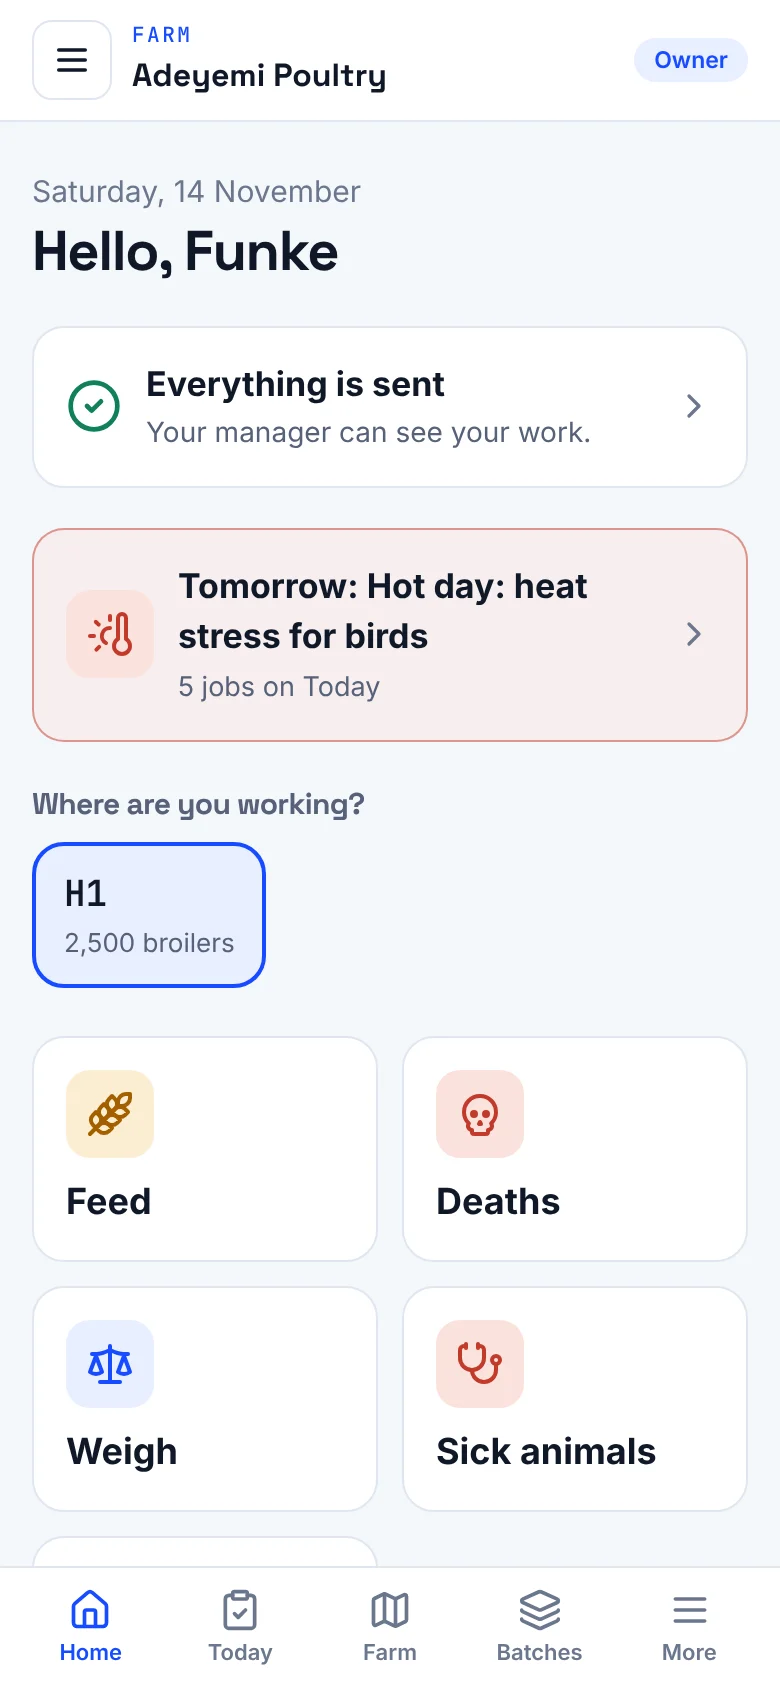 FARM
Adeyemi Poultry
Owner
Saturday, 14 November
Hello, Funke
Everything is sent
Your manager can see your work.
Tomorrow: Hot day: heat
stress for birds
5 jobs on Today
Where are you working?
H1
2,500 broilers
Feed
Deaths
Weigh
Sick animals
Home
Today
Farm
Batches
More